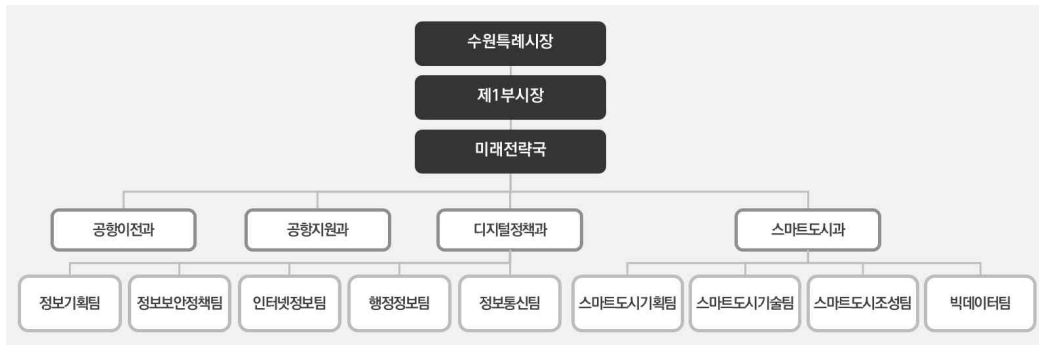 수원특례시장
제1부시장
미래전략국
공항이전과
공항지원과
디지털정책과
스마트도시과
정보기획팀
정보보안정책팀
인터넷정보팀
행정정보팀
정보통신팀
스마트도시기획팀
스마트도시기술팀
스마트도시조성팀
빅데이터팀